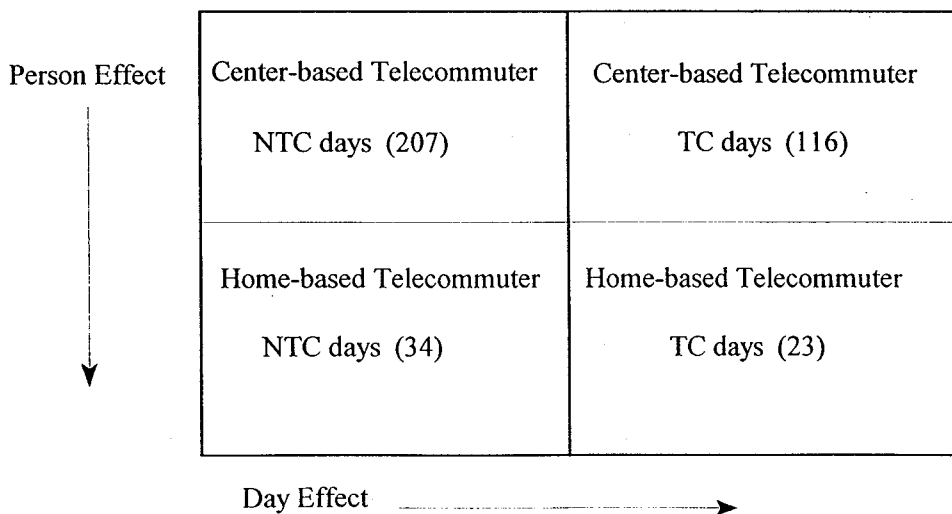 Person Effect
Center-based Telecommuter
NTC days (207)
Center-based Telecommuter
TC days (116)
Home-based Telecommuter
NTC days (34)
Home-based Telecommuter
TC days (23)
Day Effect